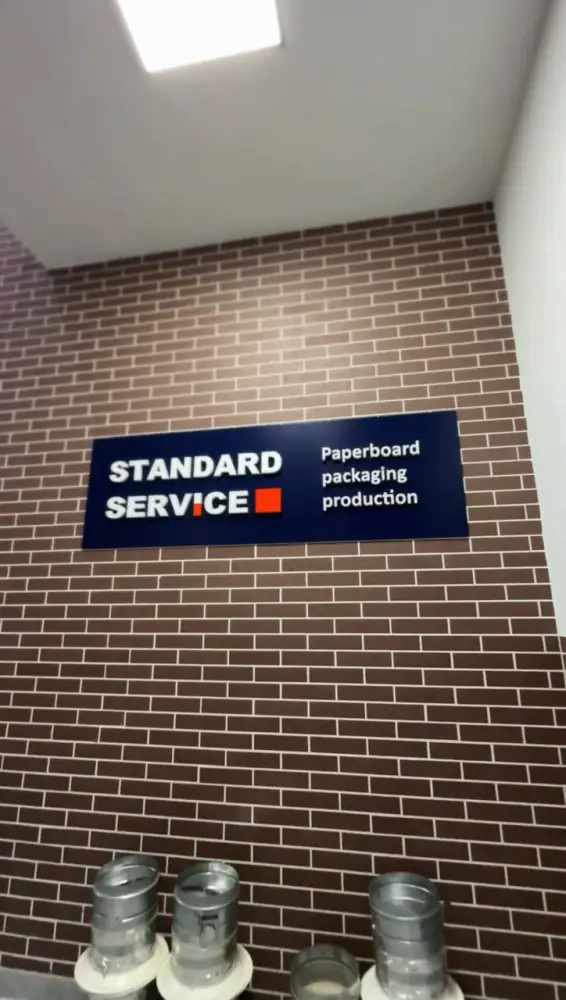 STANDARD
SERVICE
Paperboard
packaging
production